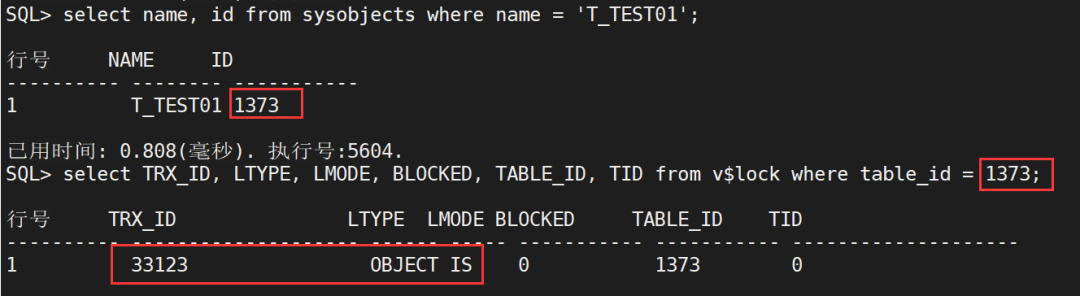 SQL> select name, id from sysobjects where name = 'T_TEST01';
行号 NAME ID
---------- -------- -----------
1 T_TEST01 1373
已用时间: 0.808(毫秒). 执行号:5604.
SQL> select TRX_ID, LTYPE, LMODE, BLOCKED, TABLE_ID, TID from v$lock where table_id = 1373;
行号 TRX_ID LTYPE LMODE BLOCKED TABLE_ID TID
---------- -------------------- ------ ----- ----------- ----------- --------------------
1 33123 OBJECT IS 0 1373 0